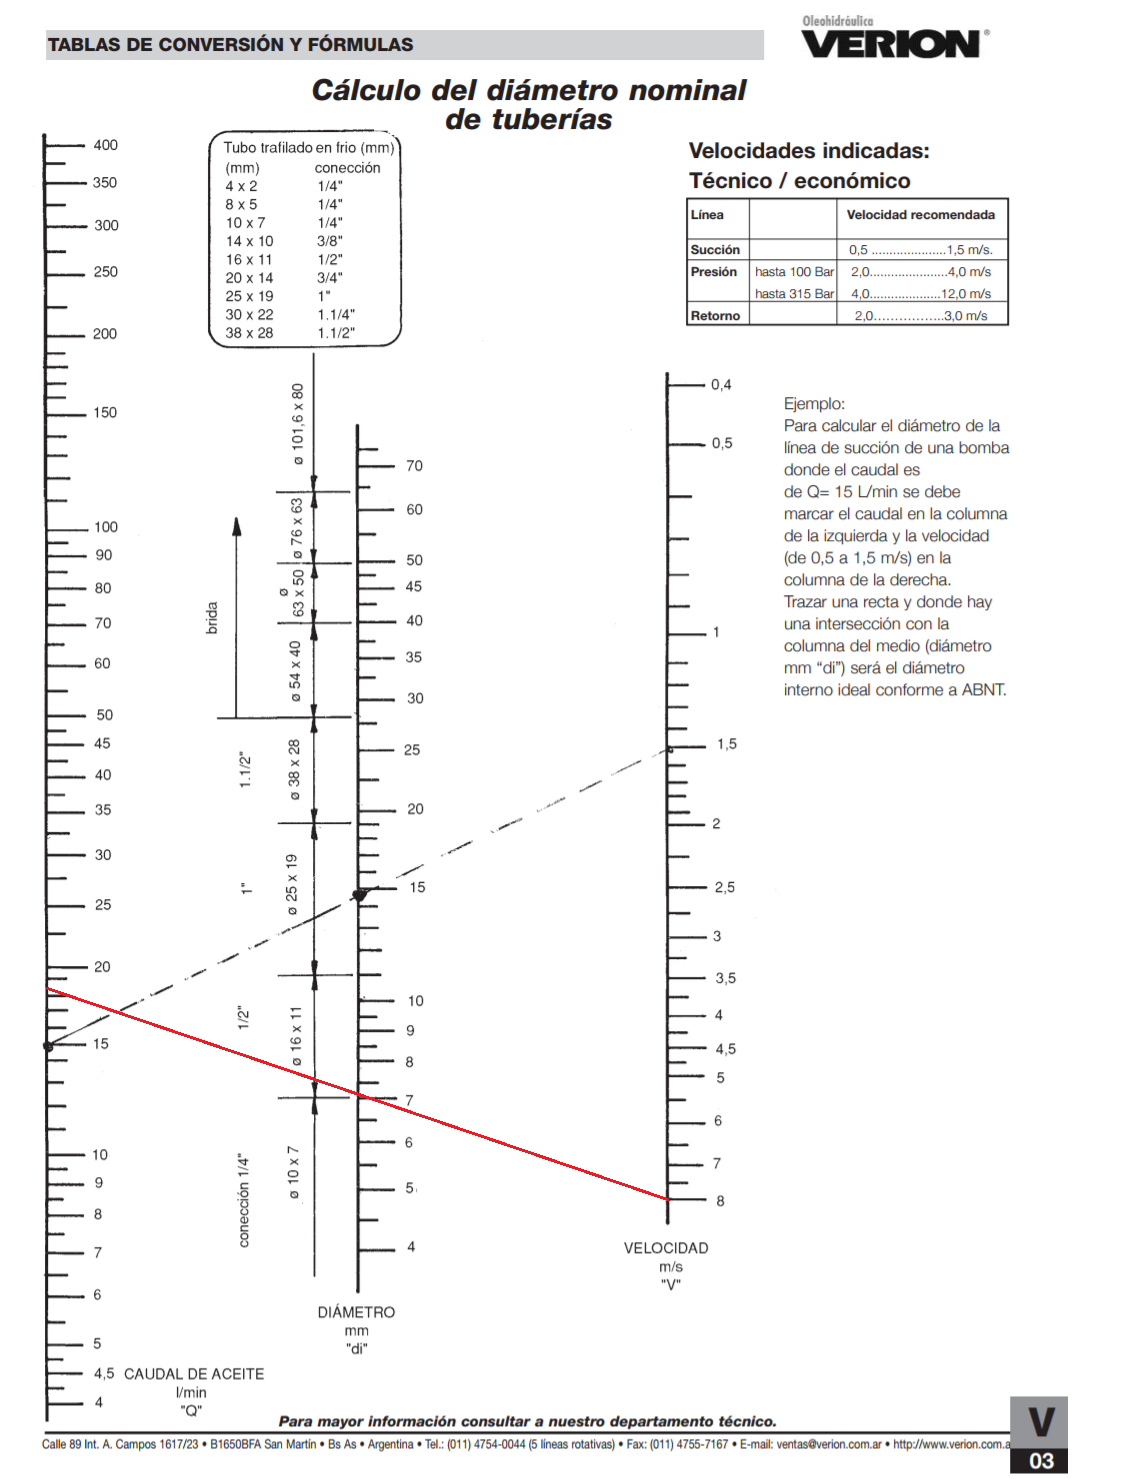 TABLAS DE CONVERSIÓN Y FÓRMULAS
Oleohidráulica
VERION®
Cálculo del diámetro nominal
de tuberías
Tubo trafilado en frio (mm)
(mm) conección
4 x 2 1/4"
8 x 5 1/4"
10 x 7 1/4"
14 x 10 3/8"
16 x 11 1/2"
20 x 14 3/4"
25 x 19 1"
30 x 22 1.1/4"
38 x 28 1.1/2"
Velocidades indicadas:
Técnico / económico
Línea Velocidad recomendada
Succión 0,5 ......................1,5 m/s.
Presión hasta 100 Bar 2,0.......................4,0 m/s
hasta 315 Bar 4,0.....................12,0 m/s
Retorno 2,0.................3,0 m/s
Ejemplo:
Para calcular el diámetro de la
línea de succión de una bomba
donde el caudal es
de Q= 15 L/min se debe
marcar el caudal en la columna
de la izquierda y la velocidad
(de 0,5 a 1,5 m/s) en la
columna de la derecha.
Trazar una recta y donde hay
una intersección con la
columna del medio (diámetro
mm “di”) será el diámetro
interno ideal conforme a ABNT.
400
350
300
250
200
150
100
90
80
70
60
50
45
40
35
30
25
20
15
10
9
8
7
6
5
4,5
4
CAUDAL DE ACEITE
l/min
"Q"
brida
1.1/2"
1"
1/2"
conección 1/4"
ø 101,6 x 80
ø 76 x 63
ø
63 x 50
ø 54 x 40
ø 38 x 28
ø 25 x 19
ø 16 x 11
ø 10 x 7
70
60
50
45
40
35
30
25
20
15
10
9
8
7
6
5
4
DIÁMETRO
mm
"di"
0,4
0,5
1
1,5
2
2,5
3
3,5
4
4,5
5
6
7
8
VELOCIDAD
m/s
"V"
Para mayor información consultar a nuestro departamento técnico.
Calle 89 Int. A. Campos 1617/23 • B1650BFA San Martín • Bs As • Argentina • Tel.: (011) 4754-0044 (5 líneas rotativas) • Fax: (011) 4755-7167 • E-mail: ventas@verion.com.ar • http://www.verion.com.a
V
03